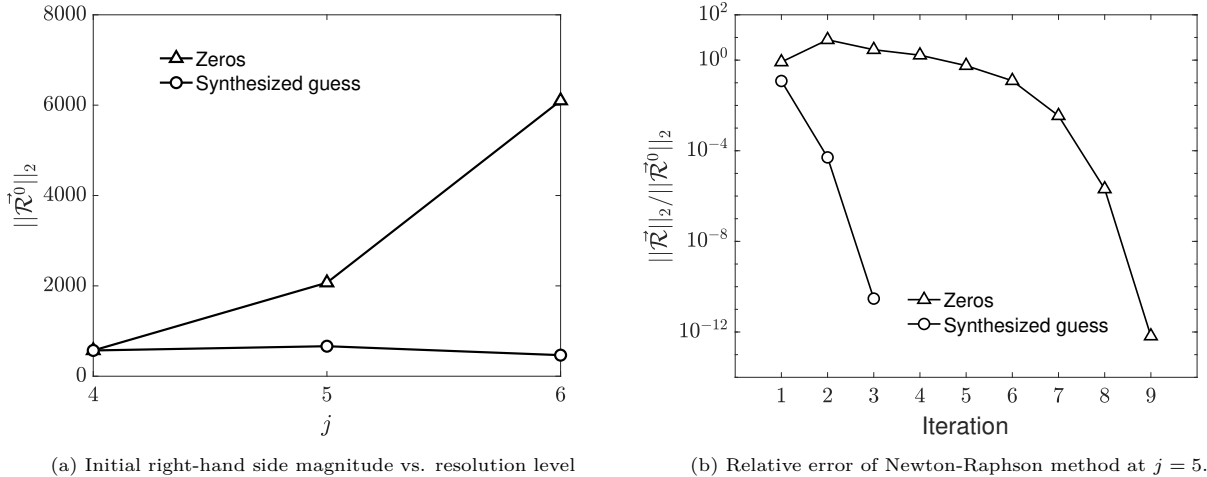 8000
6000
4000
2000
0
4
5
6
j
||𝓡⃗⁰||₂
Zeros
Synthesized guess
(a) Initial right-hand side magnitude vs. resolution level
10²
10⁰
10⁻⁴
10⁻⁸
10⁻¹²
1 2 3 4 5 6 7 8 9
Iteration
||𝓡⃗||₂/||𝓡⃗⁰||₂
Zeros
Synthesized guess
(b) Relative error of Newton-Raphson method at j = 5.